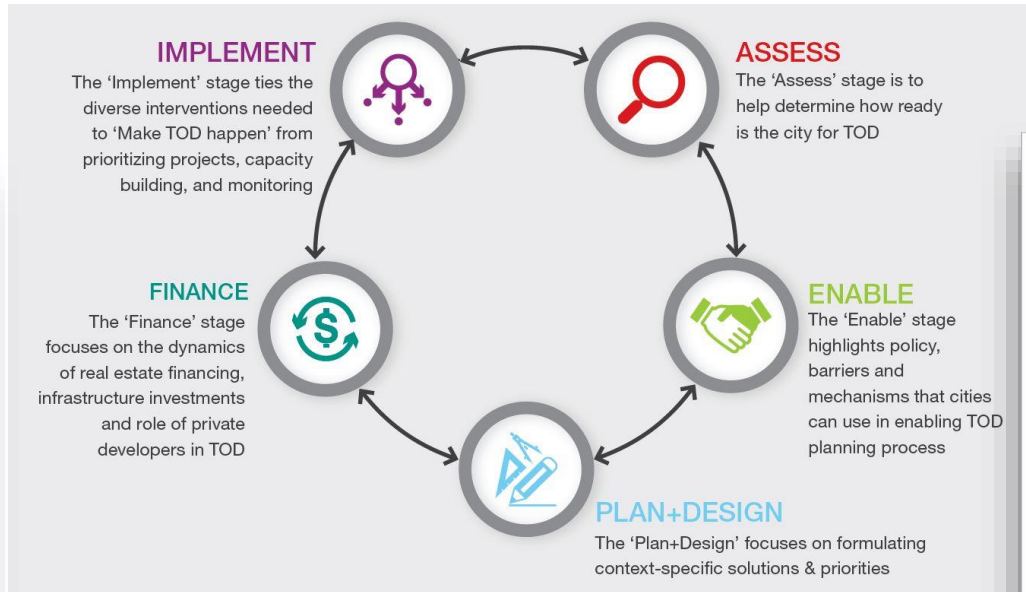 IMPLEMENT
The ‘Implement’ stage ties the
diverse interventions needed
to ‘Make TOD happen’ from
prioritizing projects, capacity
building, and monitoring
ASSESS
The ‘Assess’ stage is to
help determine how ready
is the city for TOD
FINANCE
The ‘Finance’ stage
focuses on the dynamics
of real estate financing,
infrastructure investments
and role of private
developers in TOD
$
ENABLE
The ‘Enable’ stage
highlights policy,
barriers and
mechanisms that cities
can use in enabling TOD
planning process
PLAN+DESIGN
The ‘Plan+Design’ focuses on formulating
context-specific solutions & priorities